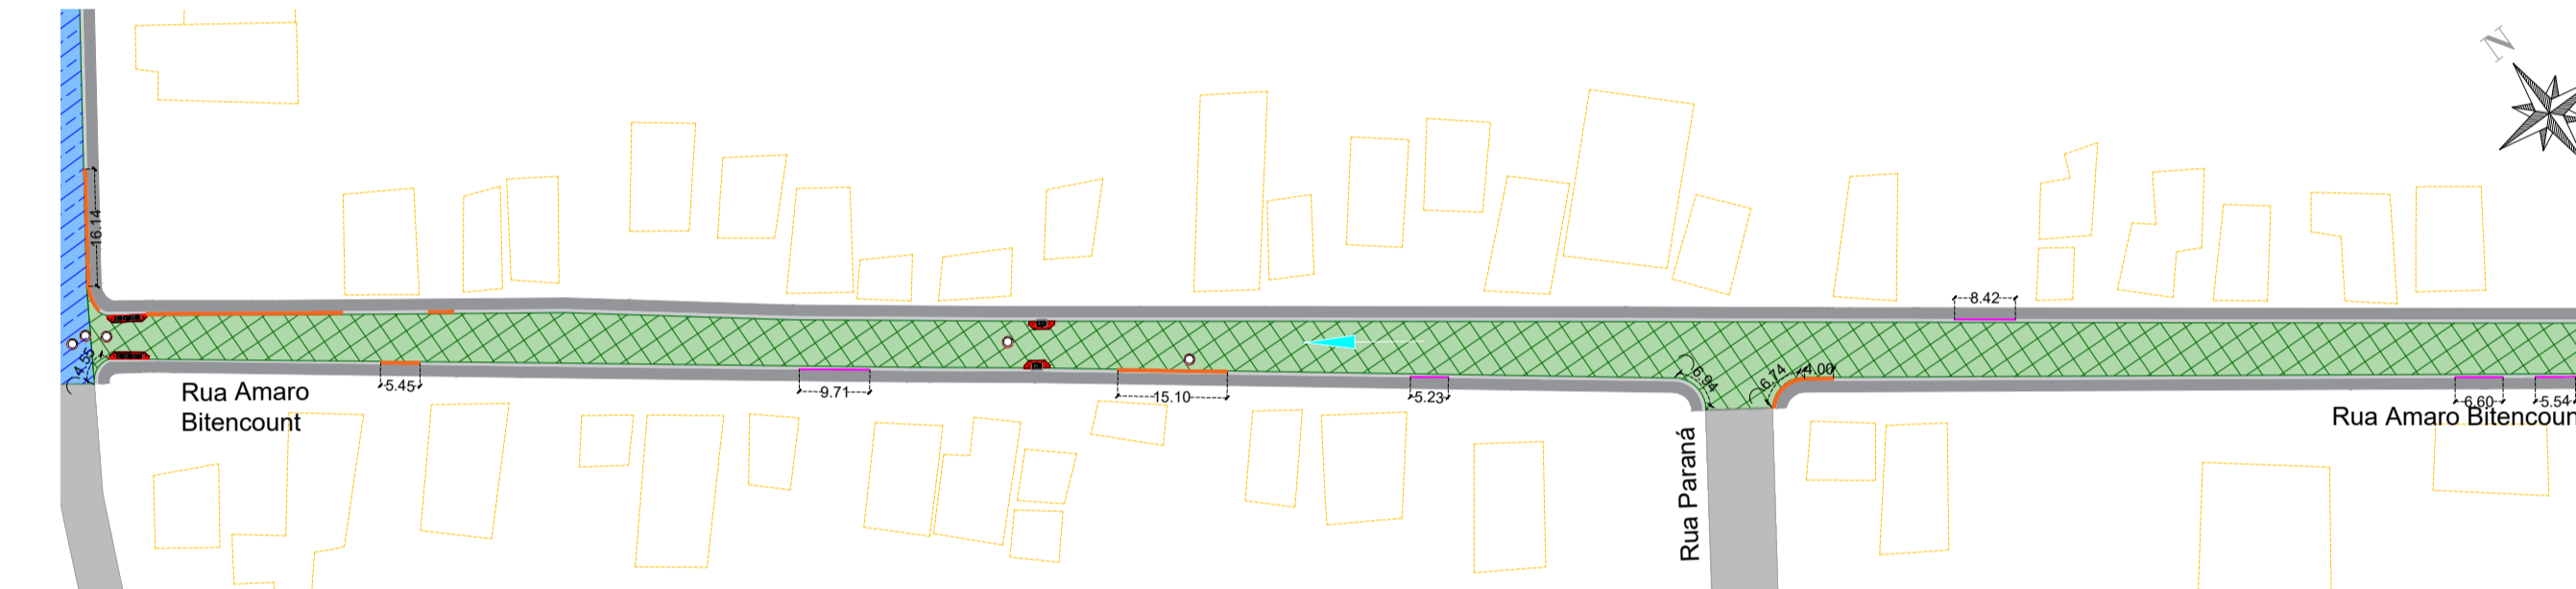 N
16.14
8.42
4.55
Rua Amaro
Bitencount
5.45
9.71
15.10
5.23
6.94
6.74
4.00
6.60
5.54
Rua Amaro Bitencoun
Rua Paraná